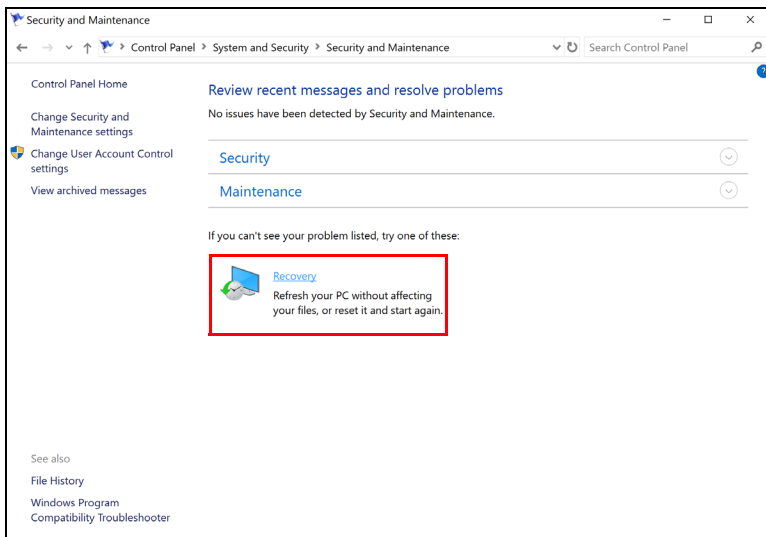 Security and Maintenance
Control Panel > System and Security > Security and Maintenance
Search Control Panel
?
Control Panel Home
Change Security and
Maintenance settings
Change User Account Control
settings
View archived messages
Review recent messages and resolve problems
No issues have been detected by Security and Maintenance.
Security
Maintenance
If you can't see your problem listed, try one of these:
Recovery
Refresh your PC without affecting
your files, or reset it and start again.
See also
File History
Windows Program
Compatibility Troubleshooter